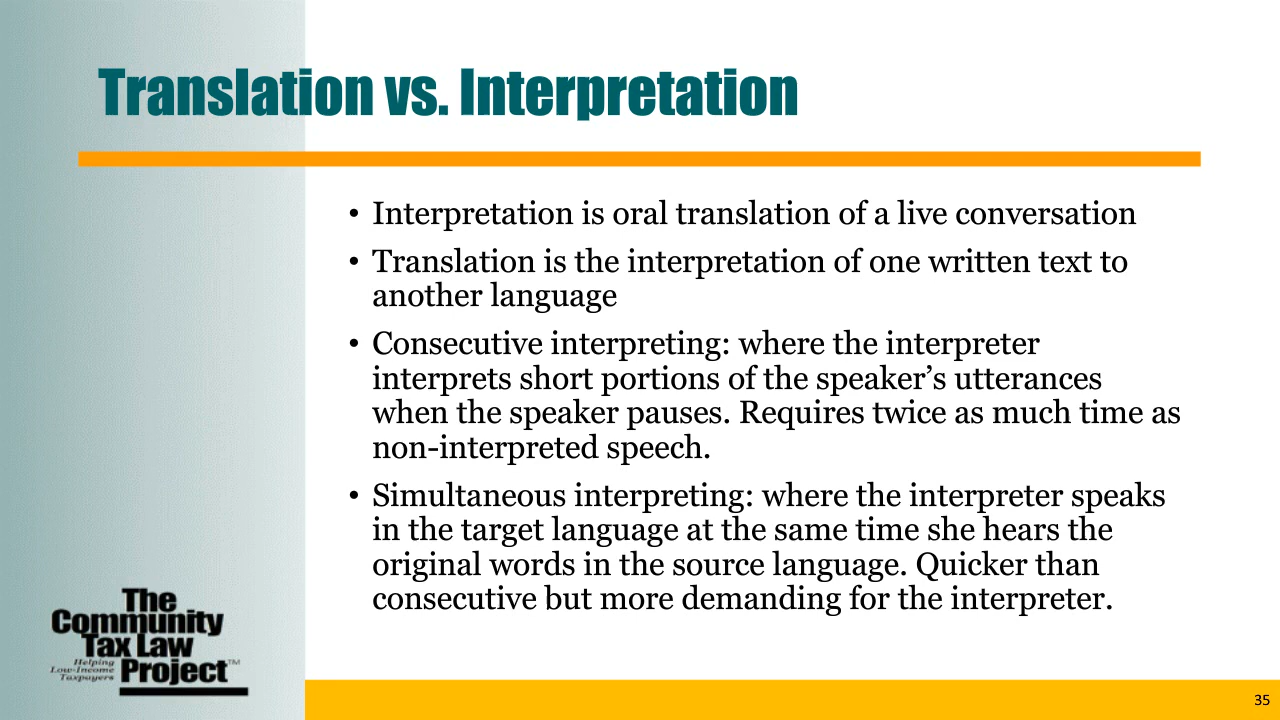 Translation vs. Interpretation
• Interpretation is oral translation of a live conversation
• Translation is the interpretation of one written text to
another language
• Consecutive interpreting: where the interpreter
interprets short portions of the speaker’s utterances
when the speaker pauses. Requires twice as much time as
non-interpreted speech.
• Simultaneous interpreting: where the interpreter speaks
in the target language at the same time she hears the
original words in the source language. Quicker than
consecutive but more demanding for the interpreter.
The
Community
Tax Law
Project™
Helping
Low-Income
Taxpayers
35